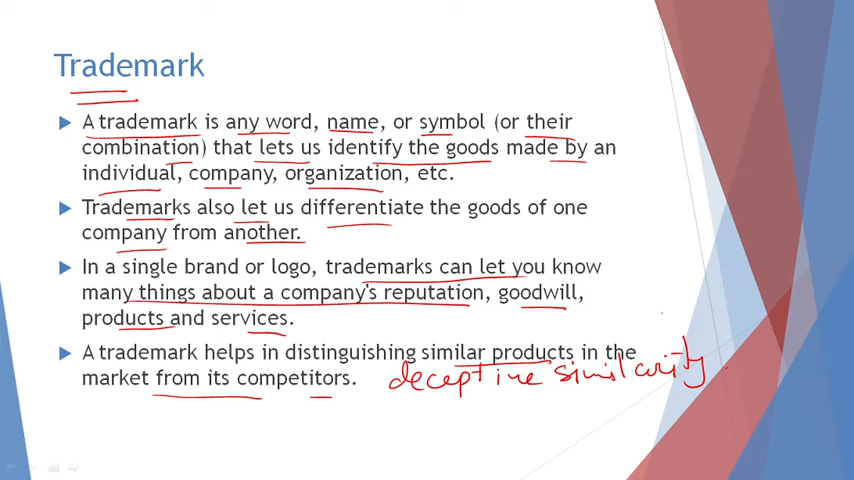 Trademark
A trademark is any word, name, or symbol (or their
combination) that lets us identify the goods made by an
individual, company, organization, etc.
Trademarks also let us differentiate the goods of one
company from another.
In a single brand or logo, trademarks can let you know
many things about a company's reputation, goodwill,
products and services.
A trademark helps in distinguishing similar products in the
market from its competitors.
deceptive similarity